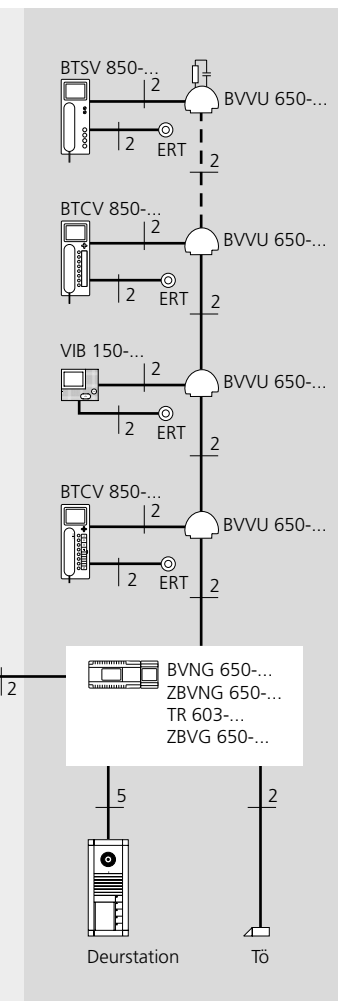 BTSV 850-...
2
BVVU 650-...
2
ERT
2
BTCV 850-...
2
BVVU 650-...
2
ERT
2
VIB 150-...
2
BVVU 650-...
2
ERT
2
BTCV 850-...
2
BVVU 650-...
2
ERT
2
BVNG 650-...
ZBVNG 650-...
TR 603-...
ZBVG 650-...
2
5
2
Deurstation
Tö